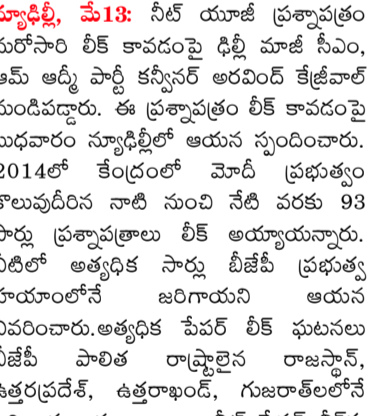 న్యూఢిల్లీ, మే13: నీట్ యూజీ ప్రశ్నాపత్రం
మరోసారి లీక్ కావడంపై ఢిల్లీ మాజీ సీఎం,
ఆమ్ ఆద్మీ పార్టీ కన్వీనర్ అరవింద్ కేజ్రీవాల్
మండిపడ్డారు. ఈ ప్రశ్నాపత్రం లీక్ కావడంపై
బుధవారం న్యూఢిల్లీలో ఆయన స్పందించారు.
2014లో కేంద్రంలో మోదీ ప్రభుత్వం
కొలువుదీరిన నాటి నుంచి నేటి వరకు 93
సార్లు ప్రశ్నాపత్రాలు లీక్ అయ్యాయన్నారు.
వీటిలో అత్యధిక సార్లు బీజేపీ ప్రభుత్వ
హయాంలోనే జరిగాయని ఆయన
వివరించారు.అత్యధిక పేపర్ లీక్ ఘటనలు
బీజేపీ పాలిత రాష్ట్రాలైన రాజస్థాన్,
ఉత్తరప్రదేశ్, ఉత్తరాఖండ్, గుజరాత్‌లలోనే